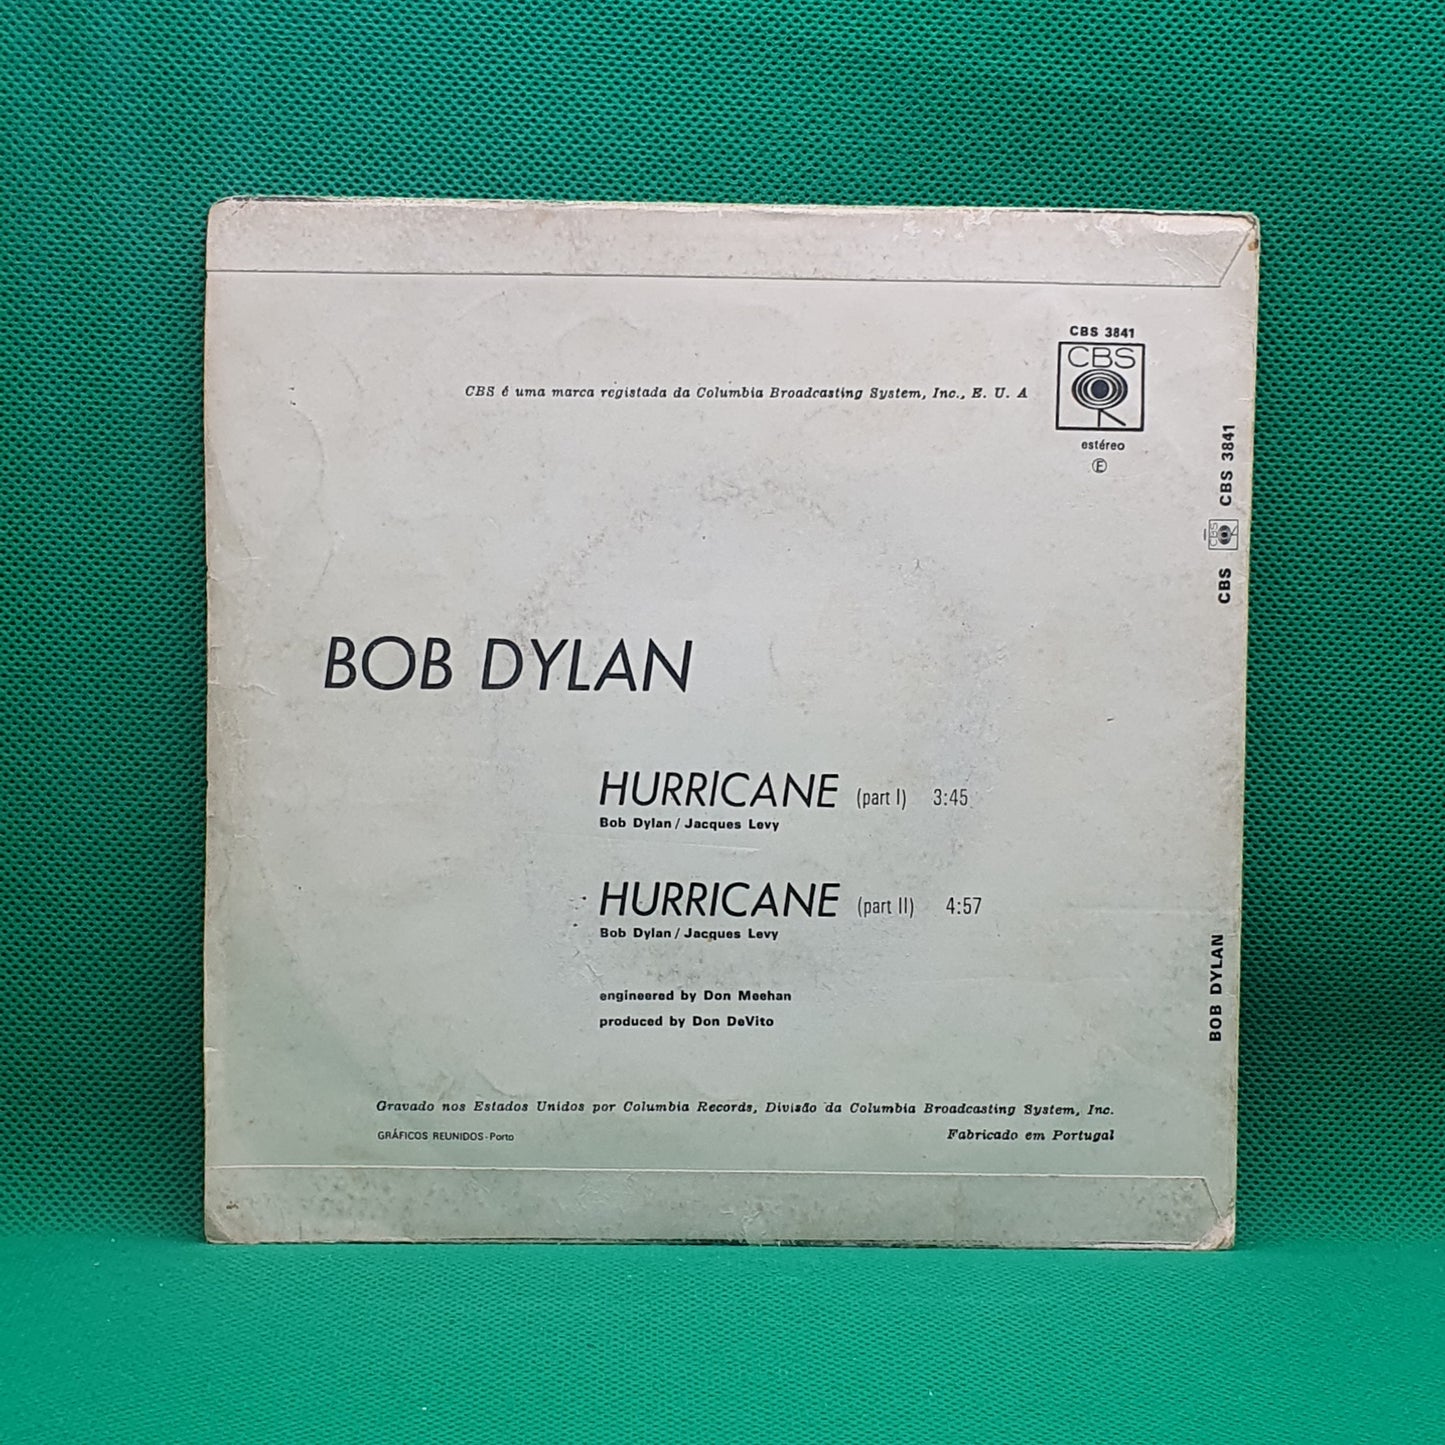 CBS 3841
CBS
CBS é uma marca registada da Columbia Broadcasting System, Inc., E. U. A
estéreo
Ⓔ
CBS CBS CBS 3841
BOB DYLAN
HURRICANE (part I) 3:45
Bob Dylan / Jacques Levy
HURRICANE (part II) 4:57
Bob Dylan / Jacques Levy
BOB DYLAN
engineered by Don Meehan
produced by Don DeVito
Gravado nos Estados Unidos por Columbia Records, Divisão da Columbia Broadcasting System, Inc.
GRÁFICOS REUNIDOS - Porto
Fabricado em Portugal